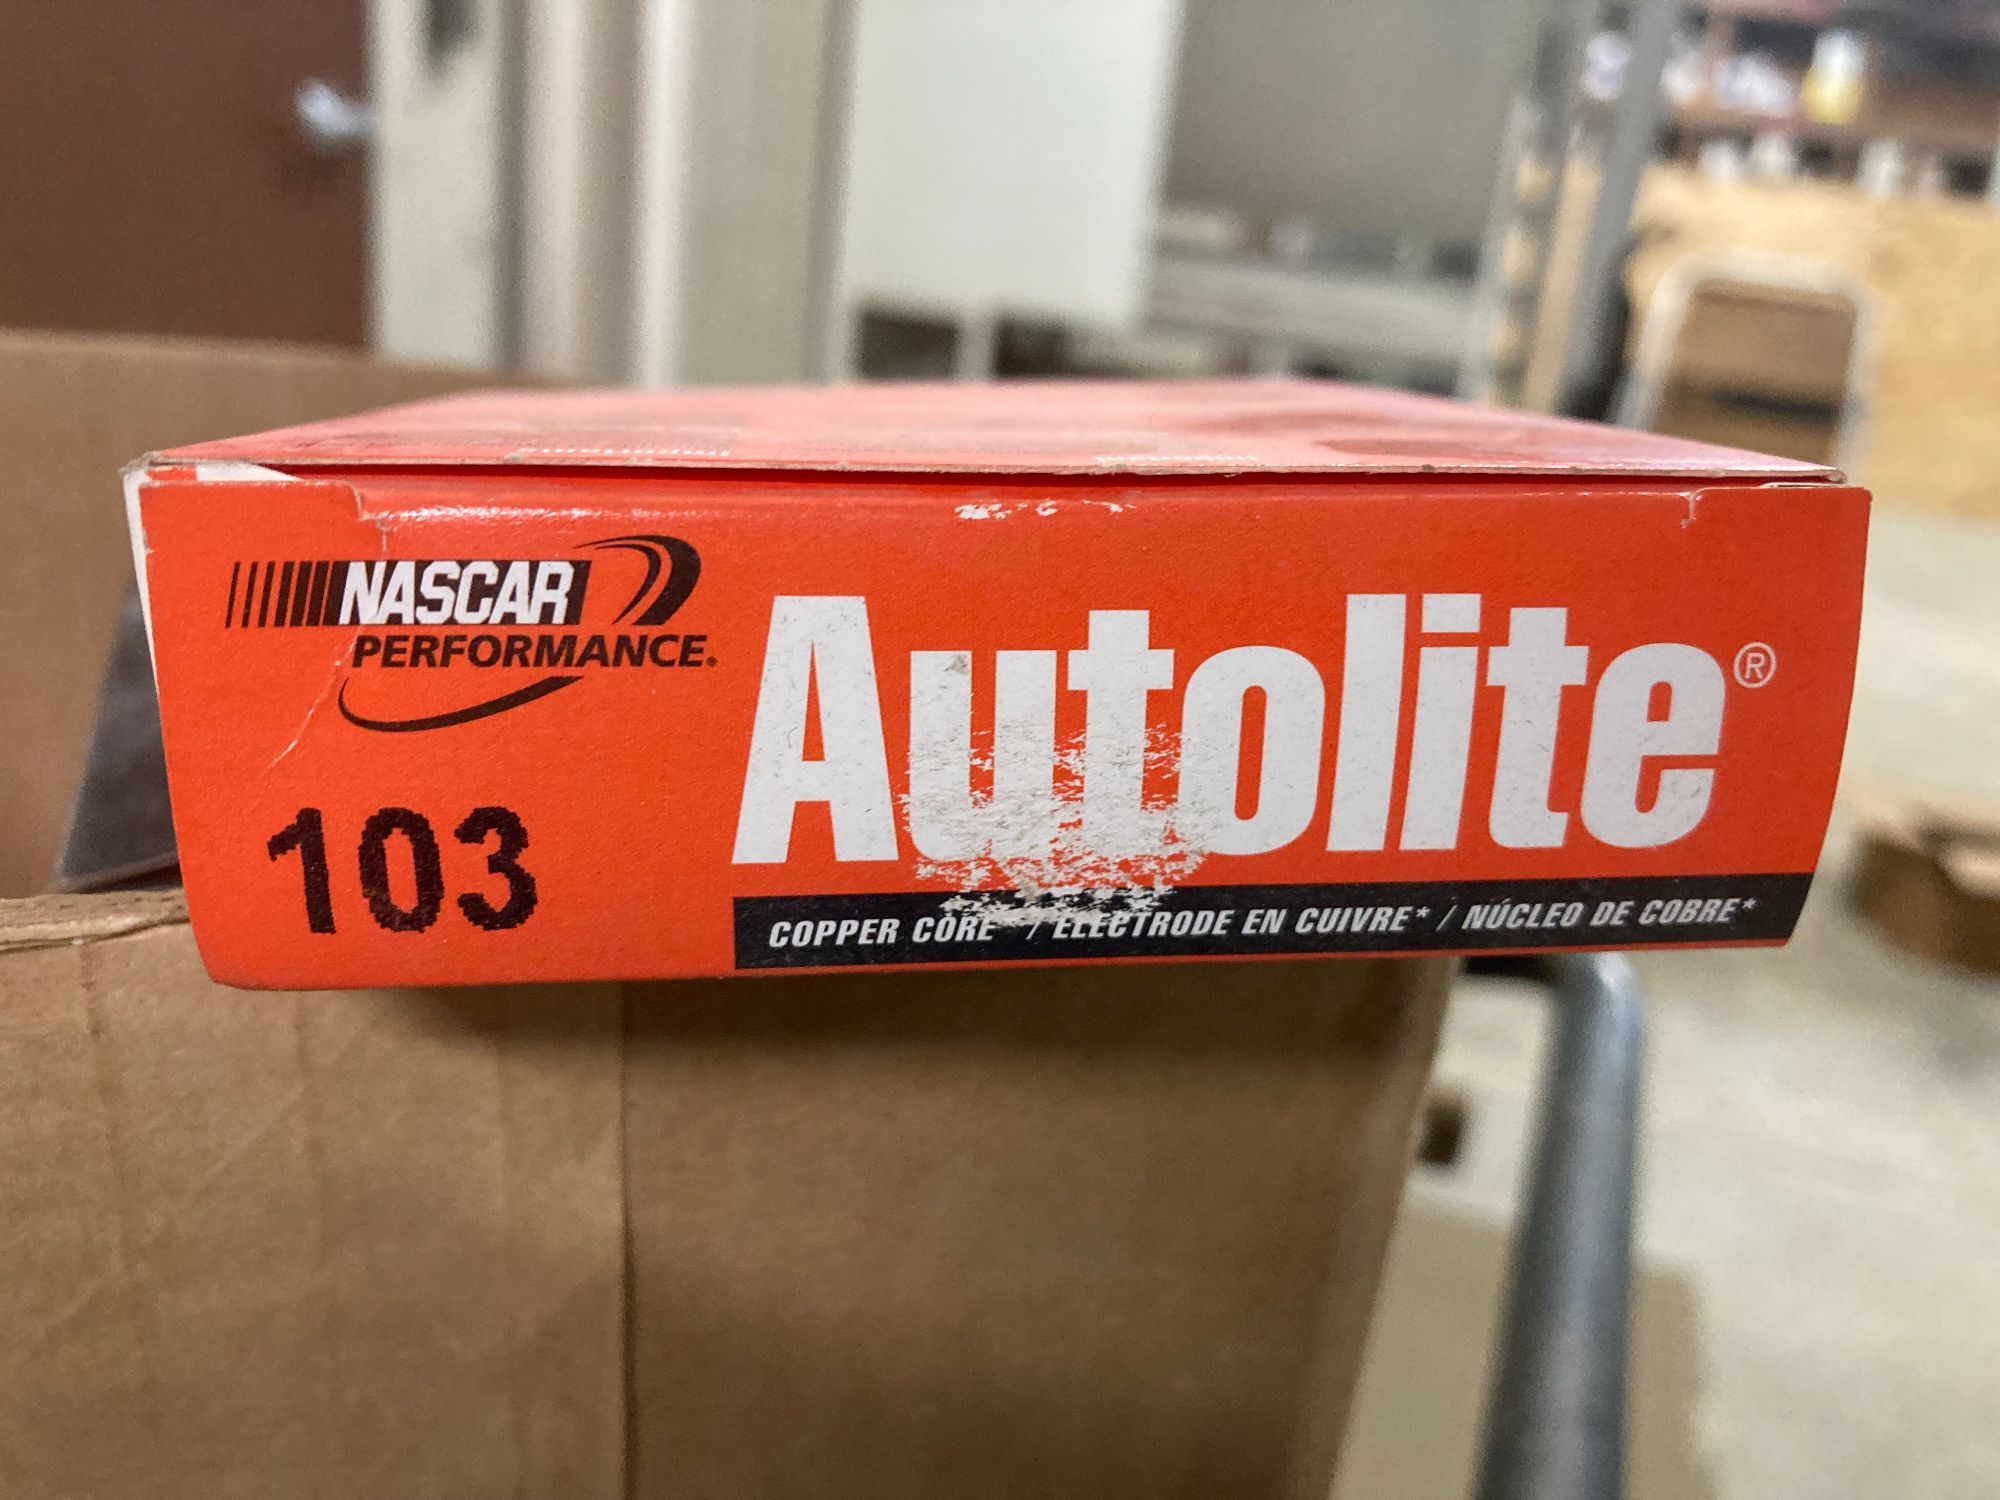 NASCAR
PERFORMANCE.
Autolite®
103
COPPER CORE* / ÉLECTRODE EN CUIVRE* / NÚCLEO DE COBRE*